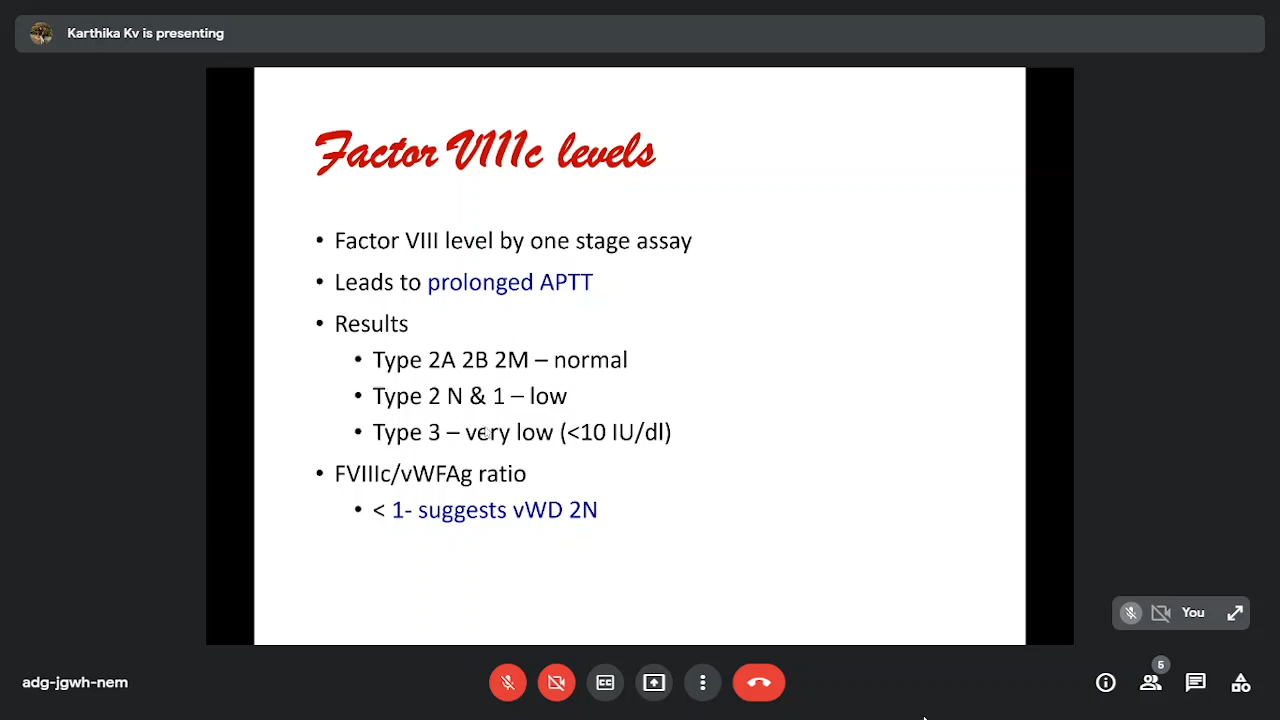 Karthika Kv is presenting
Factor V111c levels
• Factor VIII level by one stage assay
• Leads to prolonged APTT
• Results
• Type 2A 2B 2M – normal
• Type 2 N & 1 – low
• Type 3 – very low (<10 IU/dl)
• FVIIIc/vWFAg ratio
• < 1- suggests vWD 2N
You
adg-jgwh-nem
CC
5